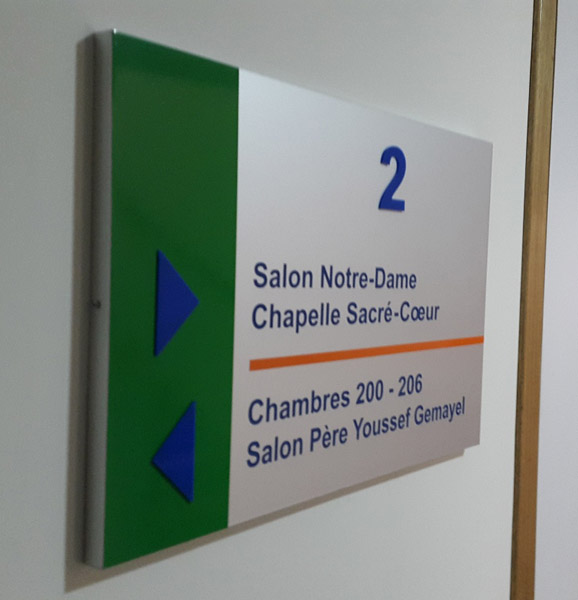 2
Salon Notre-Dame
Chapelle Sacré-Cœur
Chambres 200 - 206
Salon Père Youssef Gemayel